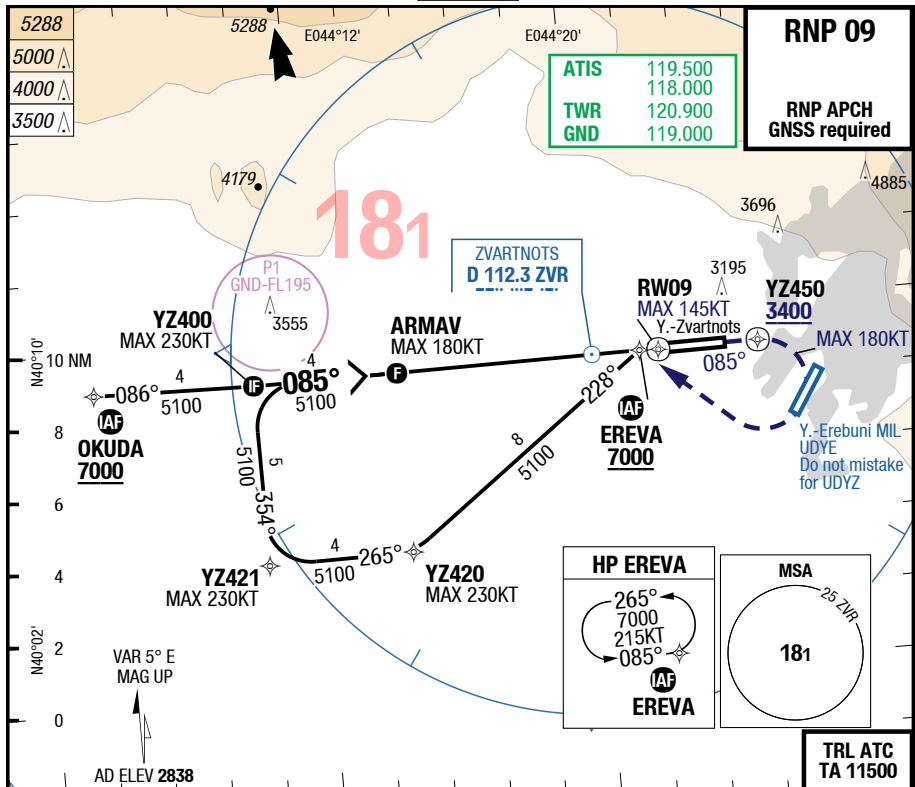 5288
5000
4000
3500
5288
E044°12'
E044°20'
ATIS 119.500
118.000
TWR 120.900
GND 119.000
RNP 09
RNP APCH
GNSS required
4179
181
4885
3696
3195
P1
GND-FL195
3555
ZVARTNOTS
D 112.3 ZVR
RW09
MAX 145KT
Y.-Zvartnots
YZ450
3400
MAX 180KT
085°
YZ400
MAX 230KT
ARMAV
MAX 180KT
N40°10'
10 NM
086°
4
5100
IF
4
085°
5100
F
IAF
OKUDA
7000
228°
IAF
EREVA
7000
8
5100
Y.-Erebuni MIL
UDYE
Do not mistake
for UDYZ
8
6
4
2
0
5
5100
354°
4
265°
5100
YZ421
MAX 230KT
YZ420
MAX 230KT
N40°02'
HP EREVA
265°
7000
215KT
085°
IAF
EREVA
MSA
25 ZVR
181
VAR 5° E
MAG UP
AD ELEV 2838
TRL ATC
TA 11500